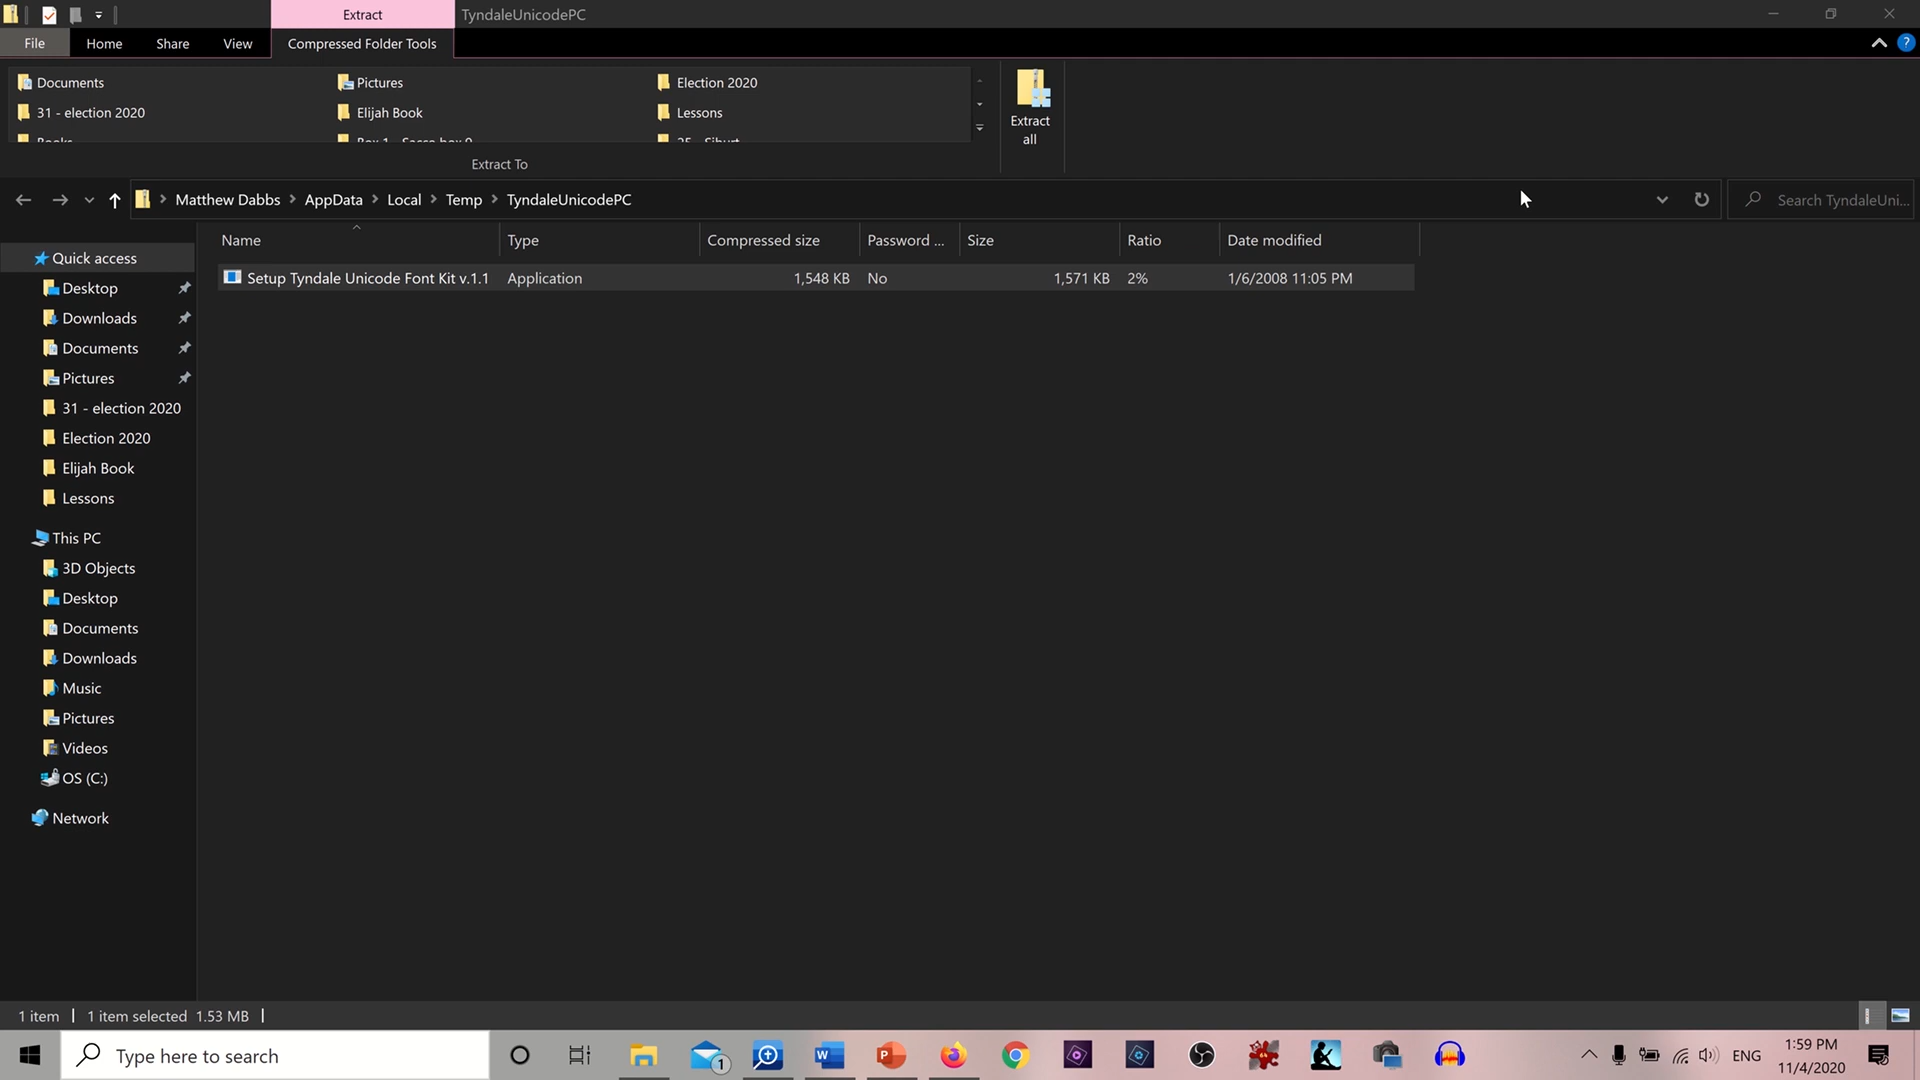 Extract
TyndaleUnicodePC
File
Home
Share
View
Compressed Folder Tools
Documents
Pictures
Election 2020
31 - election 2020
Elijah Book
Lessons
Books
Extract all
Extract To
Matthew Dabbs
AppData
Local
Temp
TyndaleUnicodePC
Search TyndaleUni...
Name
Type
Compressed size
Password ...
Size
Ratio
Date modified
Setup Tyndale Unicode Font Kit v.1.1
Application
1,548 KB
No
1,571 KB
2%
1/6/2008 11:05 PM
Quick access
Desktop
Downloads
Documents
Pictures
31 - election 2020
Election 2020
Elijah Book
Lessons
This PC
3D Objects
Desktop
Documents
Downloads
Music
Pictures
Videos
OS (C:)
Network
1 item
1 item selected 1.53 MB
Type here to search
1
ENG
1:59 PM
11/4/2020